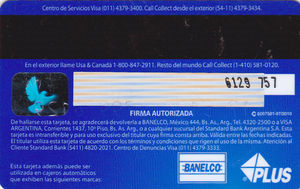 Centro de Servicios Visa (011) 4379-3400. Call Collect desde el exterior (54-11) 4379-3434.
En el exterior llame Usa & Canada 1-800-847-2911. Resto del mundo Call Collect (1-410) 581-0120.
6129 757
FIRMA AUTORIZADA
De hallarse esta tarjeta, se agradecerá devolverla a BANELCO, México 444, Bs. As., Arg., Tel. 4320-2500 o a VISA
ARGENTINA, Corrientes 1437, 10º Piso, Bs. As. Arg., o a cualquier sucursal del Standard Bank Argentina S.A. Esta
tarjeta es intransferible y para uso exclusivo del titular cuya firma consta arriba. Válida entre las fechas indicadas.
El titular utiliza esta tarjeta de acuerdo con los términos y condiciones que rigen el uso de la misma. Atención al
Cliente Standard Bank (5411) 4820-2021. Centro de Denuncias Visa (011) 4379-3333.
Esta tarjeta además puede ser
utilizada en cajeros automáticos
que exhiban las siguientes marcas:
BANELCO
PLUS